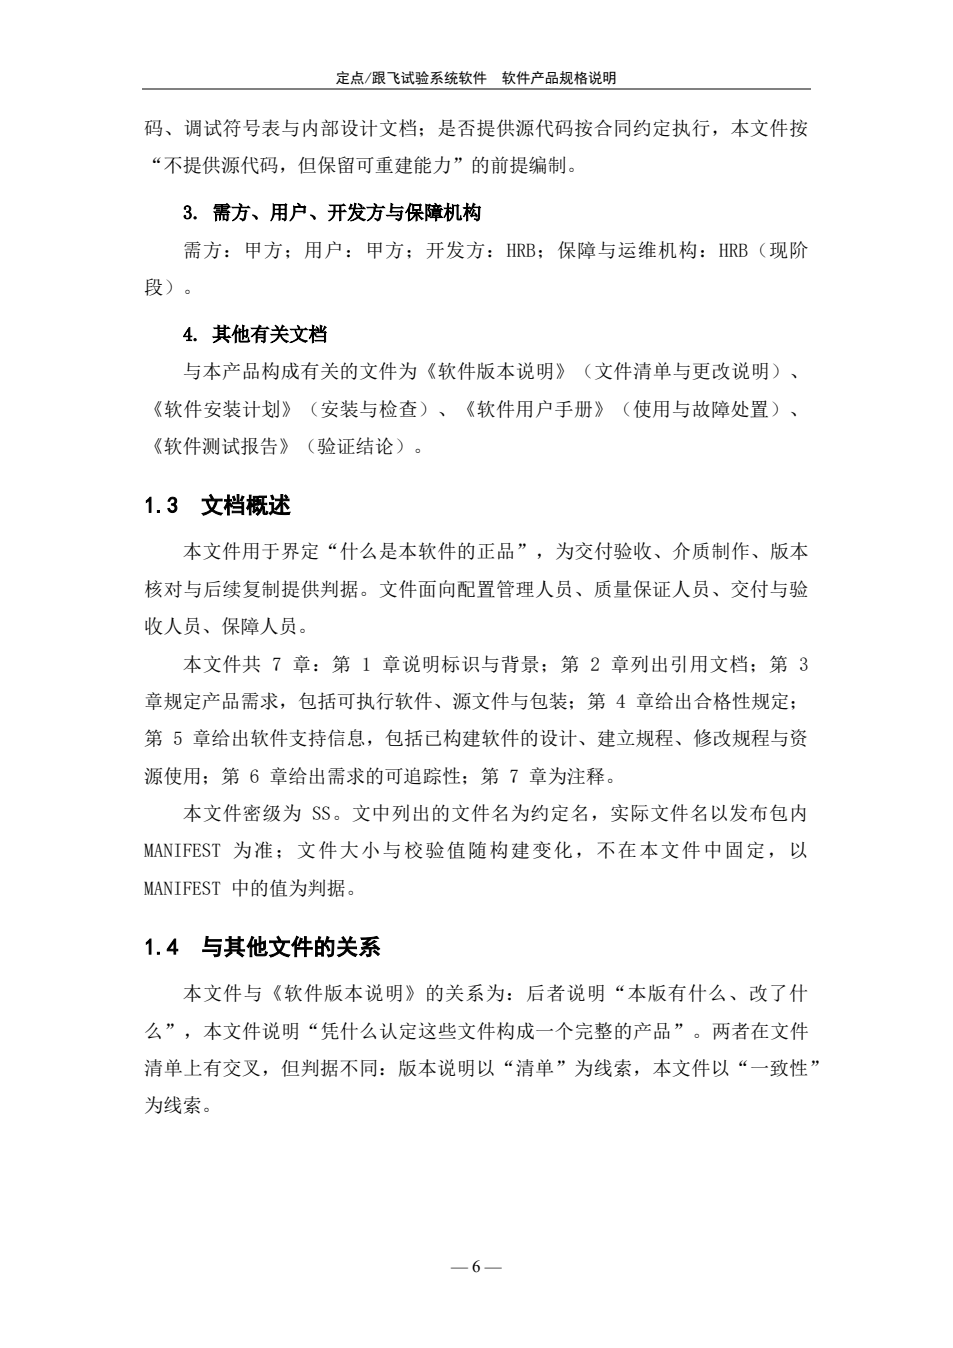 定点/跟飞试验系统软件　软件产品规格说明
码、调试符号表与内部设计文档；是否提供源代码按合同约定执行，本文件按
“不提供源代码，但保留可重建能力”的前提编制。
3. 需方、用户、开发方与保障机构
需方：甲方；用户：甲方；开发方：HRB；保障与运维机构：HRB（现阶
段）。
4. 其他有关文档
与本产品构成有关的文件为《软件版本说明》（文件清单与更改说明）、
《软件安装计划》（安装与检查）、《软件用户手册》（使用与故障处置）、
《软件测试报告》（验证结论）。
1.3　文档概述
本文件用于界定“什么是本软件的正品”，为交付验收、介质制作、版本
核对与后续复制提供判据。文件面向配置管理人员、质量保证人员、交付与验
收人员、保障人员。
本文件共 7 章：第 1 章说明标识与背景；第 2 章列出引用文档；第 3
章规定产品需求，包括可执行软件、源文件与包装；第 4 章给出合格性规定；
第 5 章给出软件支持信息，包括已构建软件的设计、建立规程、修改规程与资
源使用；第 6 章给出需求的可追踪性；第 7 章为注释。
本文件密级为 SS。文中列出的文件名为约定名，实际文件名以发布包内
MANIFEST 为准；文件大小与校验值随构建变化，不在本文件中固定，以
MANIFEST 中的值为判据。
1.4　与其他文件的关系
本文件与《软件版本说明》的关系为：后者说明“本版有什么、改了什
么”，本文件说明“凭什么认定这些文件构成一个完整的产品”。两者在文件
清单上有交叉，但判据不同：版本说明以“清单”为线索，本文件以“一致性”
为线索。
— 6 —